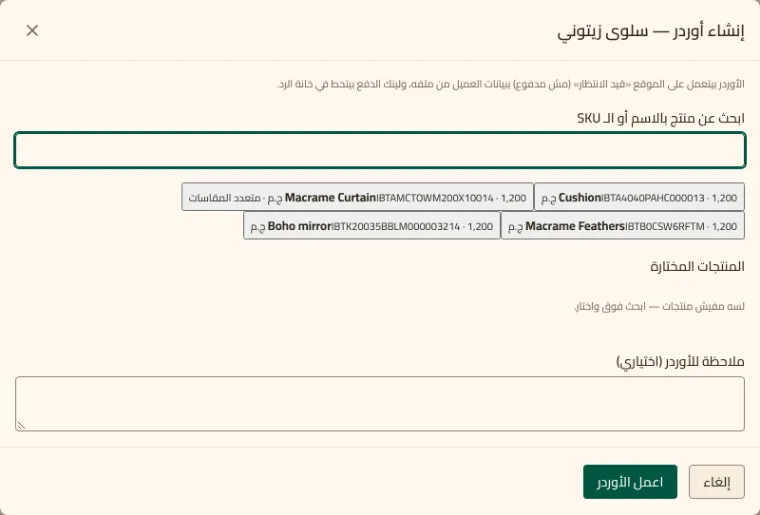 إنشاء أوردر — سلوى زيتوني
الأوردر بيتعمل على الموقع «قيد الانتظار» (مش مدفوع) ببيانات العميل من ملفه، ولينك الدفع بيتحط في خانة الرد.
ابحث عن منتج بالاسم أو الـ SKU
Cushion IBTA4040PAHC000013 · 1,200 ج.م
Macrame Curtain IBTAMCTOWM200X10014 · 1,200 ج.م · متعدد المقاسات
Macrame Feathers IBTB0CSW6RFTM · 1,200 ج.م
Boho mirror IBTK20035BBLM000003214 · 1,200 ج.م
المنتجات المختارة
لسه مفيش منتجات — ابحث فوق واختار.
ملاحظة للأوردر (اختياري)
إلغاء
اعمل الأوردر